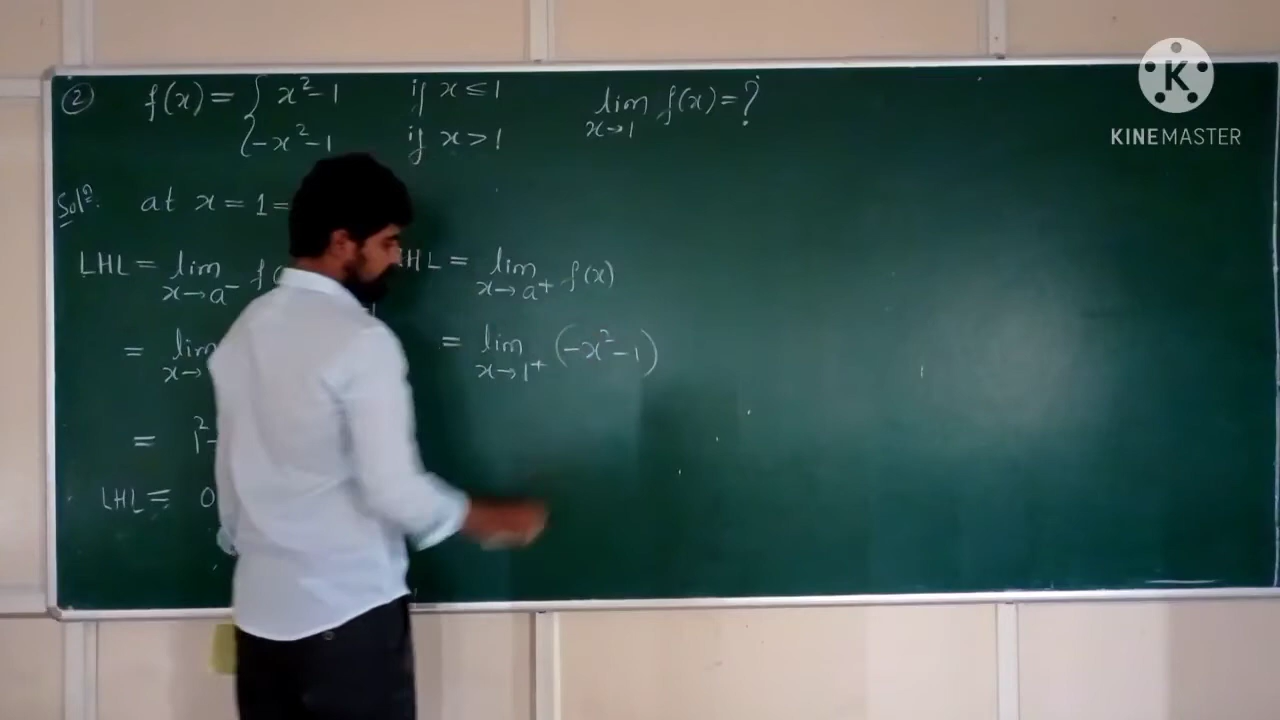 ② f(x) = { x²-1 if x ≤ 1 lim x→1 f(x) = ?
-x²-1 if x > 1
Solⁿ. at x = 1 =
LHL = lim x→a⁻ f( HL = lim x→a⁺ f(x)
= lim x→ = lim x→1⁺ (-x²-1)
= 1²-
LHL = 0
K
KINEMASTER